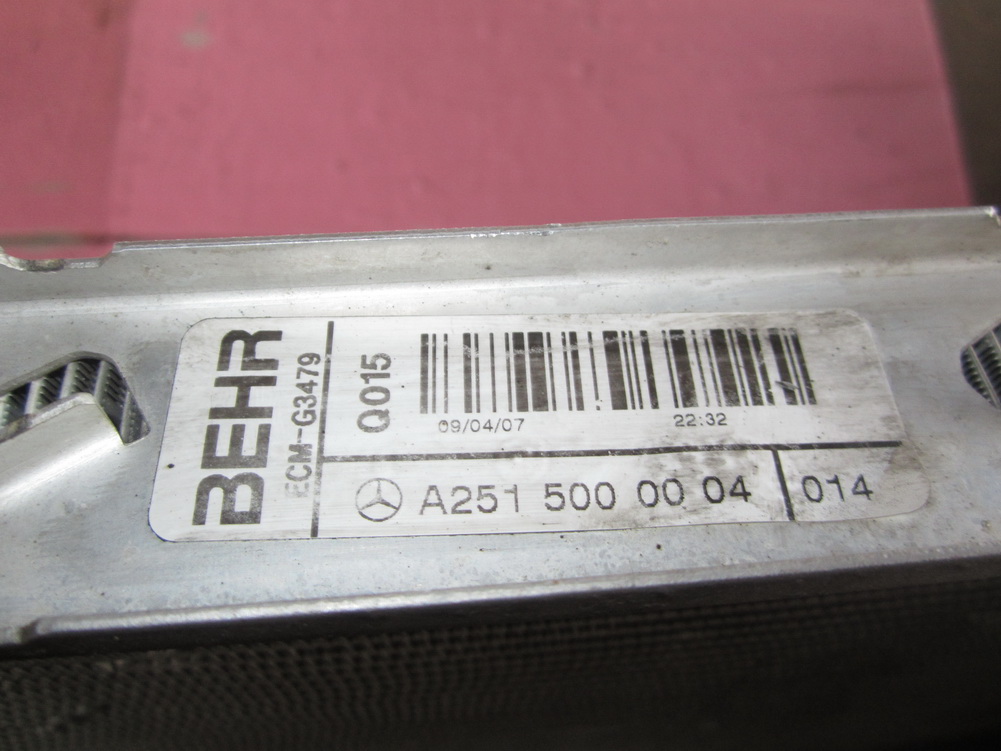 BEHR
ECM-G3479
Q015
09/04/07 22:32
A251 500 00 04
014